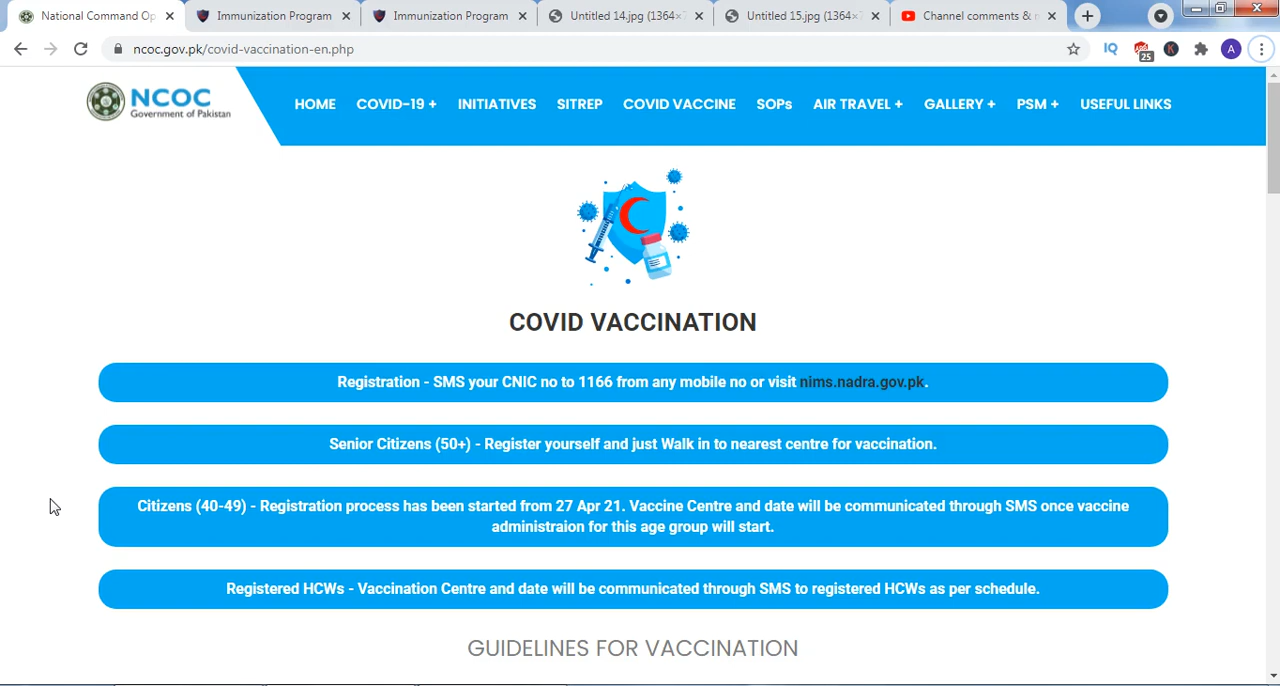 National Command Op
Immunization Program
Immunization Program
Untitled 14.jpg (1364×7
Untitled 15.jpg (1364×7
Channel comments & m
ncoc.gov.pk/covid-vaccination-en.php
IQ
25
K
A
NCOC
Government of Pakistan
HOME
COVID-19 +
INITIATIVES
SITREP
COVID VACCINE
SOPs
AIR TRAVEL +
GALLERY +
PSM +
USEFUL LINKS
COVID VACCINATION
Registration - SMS your CNIC no to 1166 from any mobile no or visit nims.nadra.gov.pk.
Senior Citizens (50+) - Register yourself and just Walk in to nearest centre for vaccination.
Citizens (40-49) - Registration process has been started from 27 Apr 21. Vaccine Centre and date will be communicated through SMS once vaccine
administraion for this age group will start.
Registered HCWs - Vaccination Centre and date will be communicated through SMS to registered HCWs as per schedule.
GUIDELINES FOR VACCINATION